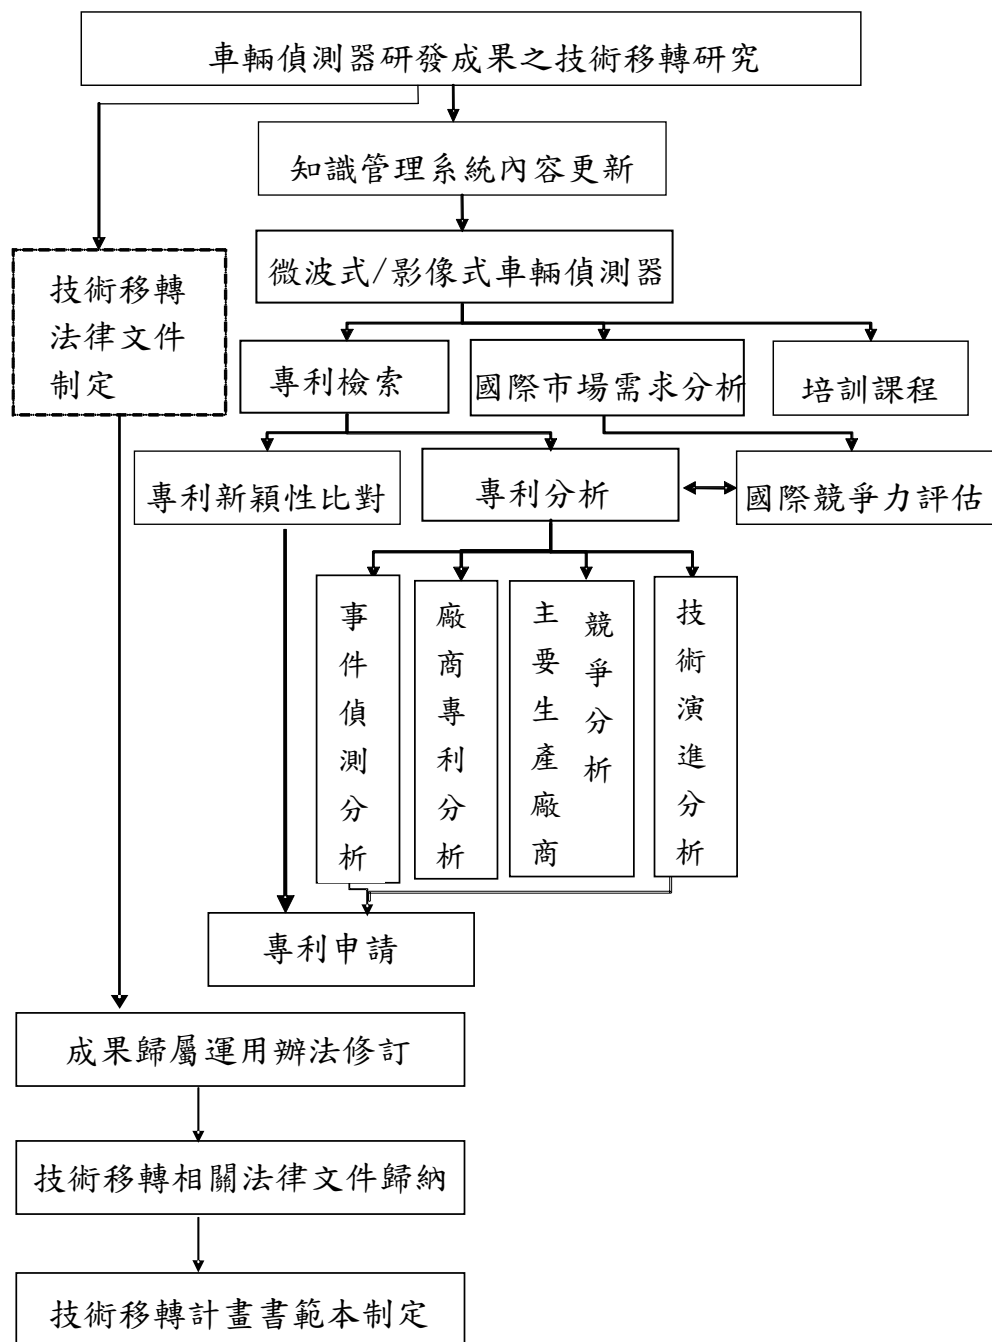 車輛偵測器研發成果之技術移轉研究
知識管理系統內容更新
微波式/影像式車輛偵測器
技術移轉
法律文件
制定
專利檢索
國際市場需求分析
培訓課程
專利新穎性比對
專利分析
國際競爭力評估
事件偵測分析
廠商專利分析
主要生產廠商
競爭分析
技術演進分析
專利申請
成果歸屬運用辦法修訂
技術移轉相關法律文件歸納
技術移轉計畫書範本制定